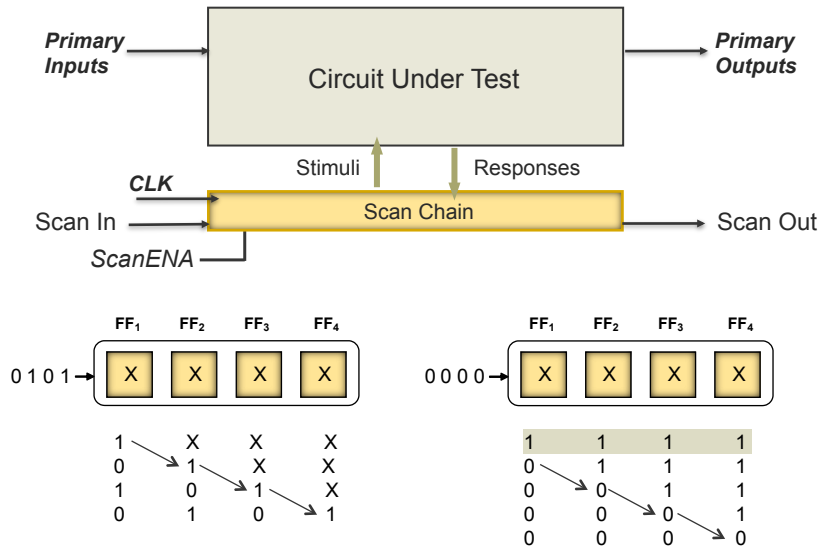 Primary
Inputs
Circuit Under Test
Primary
Outputs
Stimuli
Responses
CLK
Scan In
Scan Chain
Scan Out
ScanENA
FF1 FF2 FF3 FF4
0 1 0 1 X X X X
1 X X X
0 1 X X
1 0 1 X
0 1 0 1
FF1 FF2 FF3 FF4
0 0 0 0 X X X X
1 1 1 1
0 1 1 1
0 0 1 1
0 0 0 1
0 0 0 0